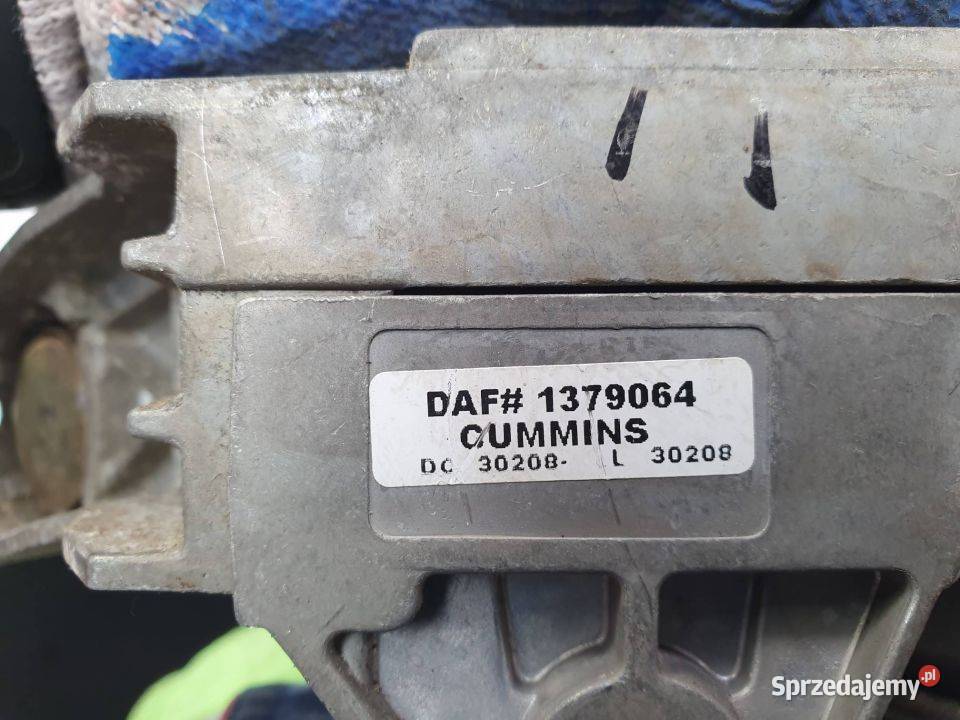 DAF# 1379064
CUMMINS
DC 30208- L 30208
Sprzedajemy.pl